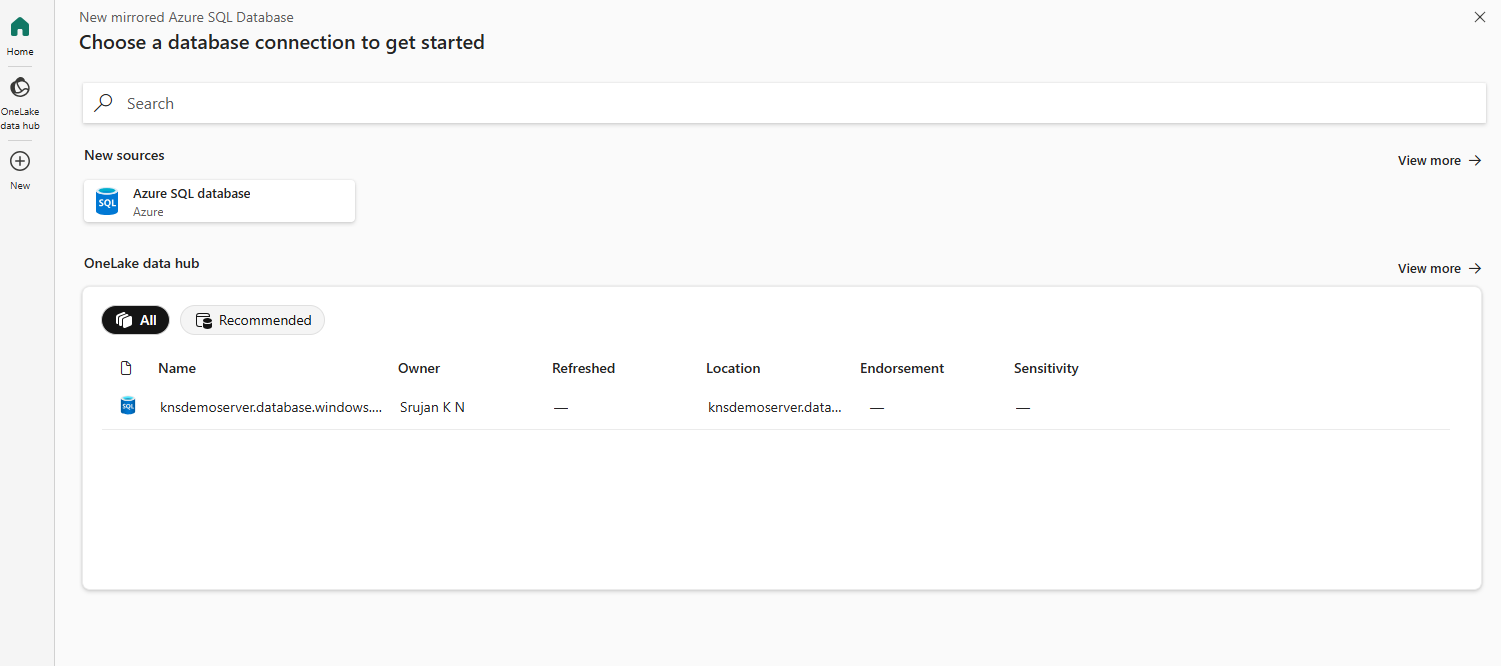 New mirrored Azure SQL Database
Choose a database connection to get started
Home
OneLake
data hub
New
Search
New sources
View more
SQL
Azure SQL database
Azure
OneLake data hub
View more
All
Recommended
Name Owner Refreshed Location Endorsement Sensitivity
SQL knsdemoserver.database.windows.... Srujan K N — knsdemoserver.data... — —